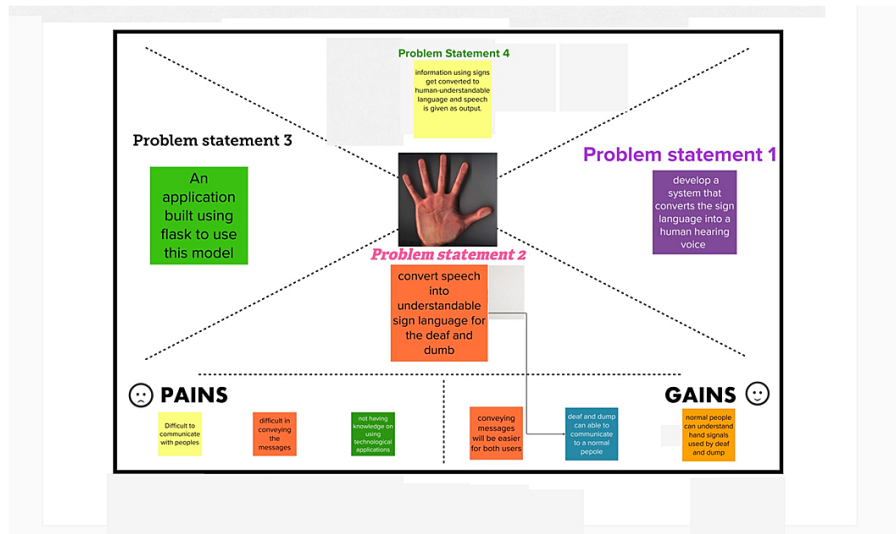 Problem Statement 4
information using signs
get converted to
human-understandable
language and speech
is given as output.
Problem statement 3
An
application
built using
flask to use
this model
Problem statement 1
develop a
system that
converts the sign
language into a
human hearing
voice
Problem statement 2
convert speech
into
understandable
sign language for
the deaf and
dumb
PAINS
Difficult to
communicate
with peoples
difficult in
conveying
the
messages
not having
knowledge on
using
technological
applications
GAINS
conveying
messages
will be easier
for both users
deaf and dump
can able to
communicate
to a normal
pepole
normal people
can understand
hand signals
used by deaf
and dump